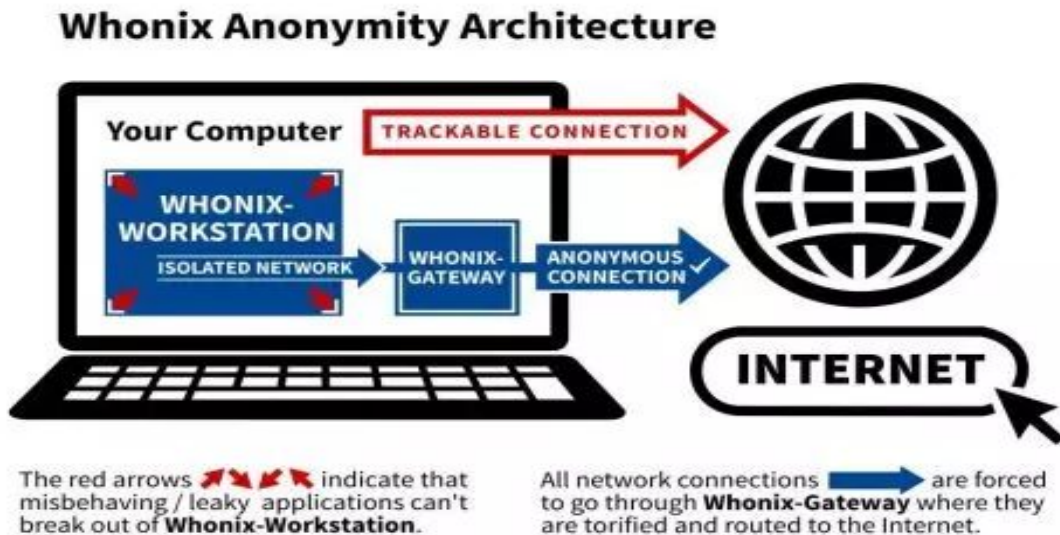 Whonix Anonymity Architecture
Your Computer
TRACKABLE CONNECTION
WHONIX-
WORKSTATION
ISOLATED NETWORK
WHONIX-
GATEWAY
ANONYMOUS
CONNECTION
INTERNET
The red arrows indicate that
misbehaving / leaky applications can't
break out of Whonix-Workstation.
All network connections are forced
to go through Whonix-Gateway where they
are torified and routed to the Internet.